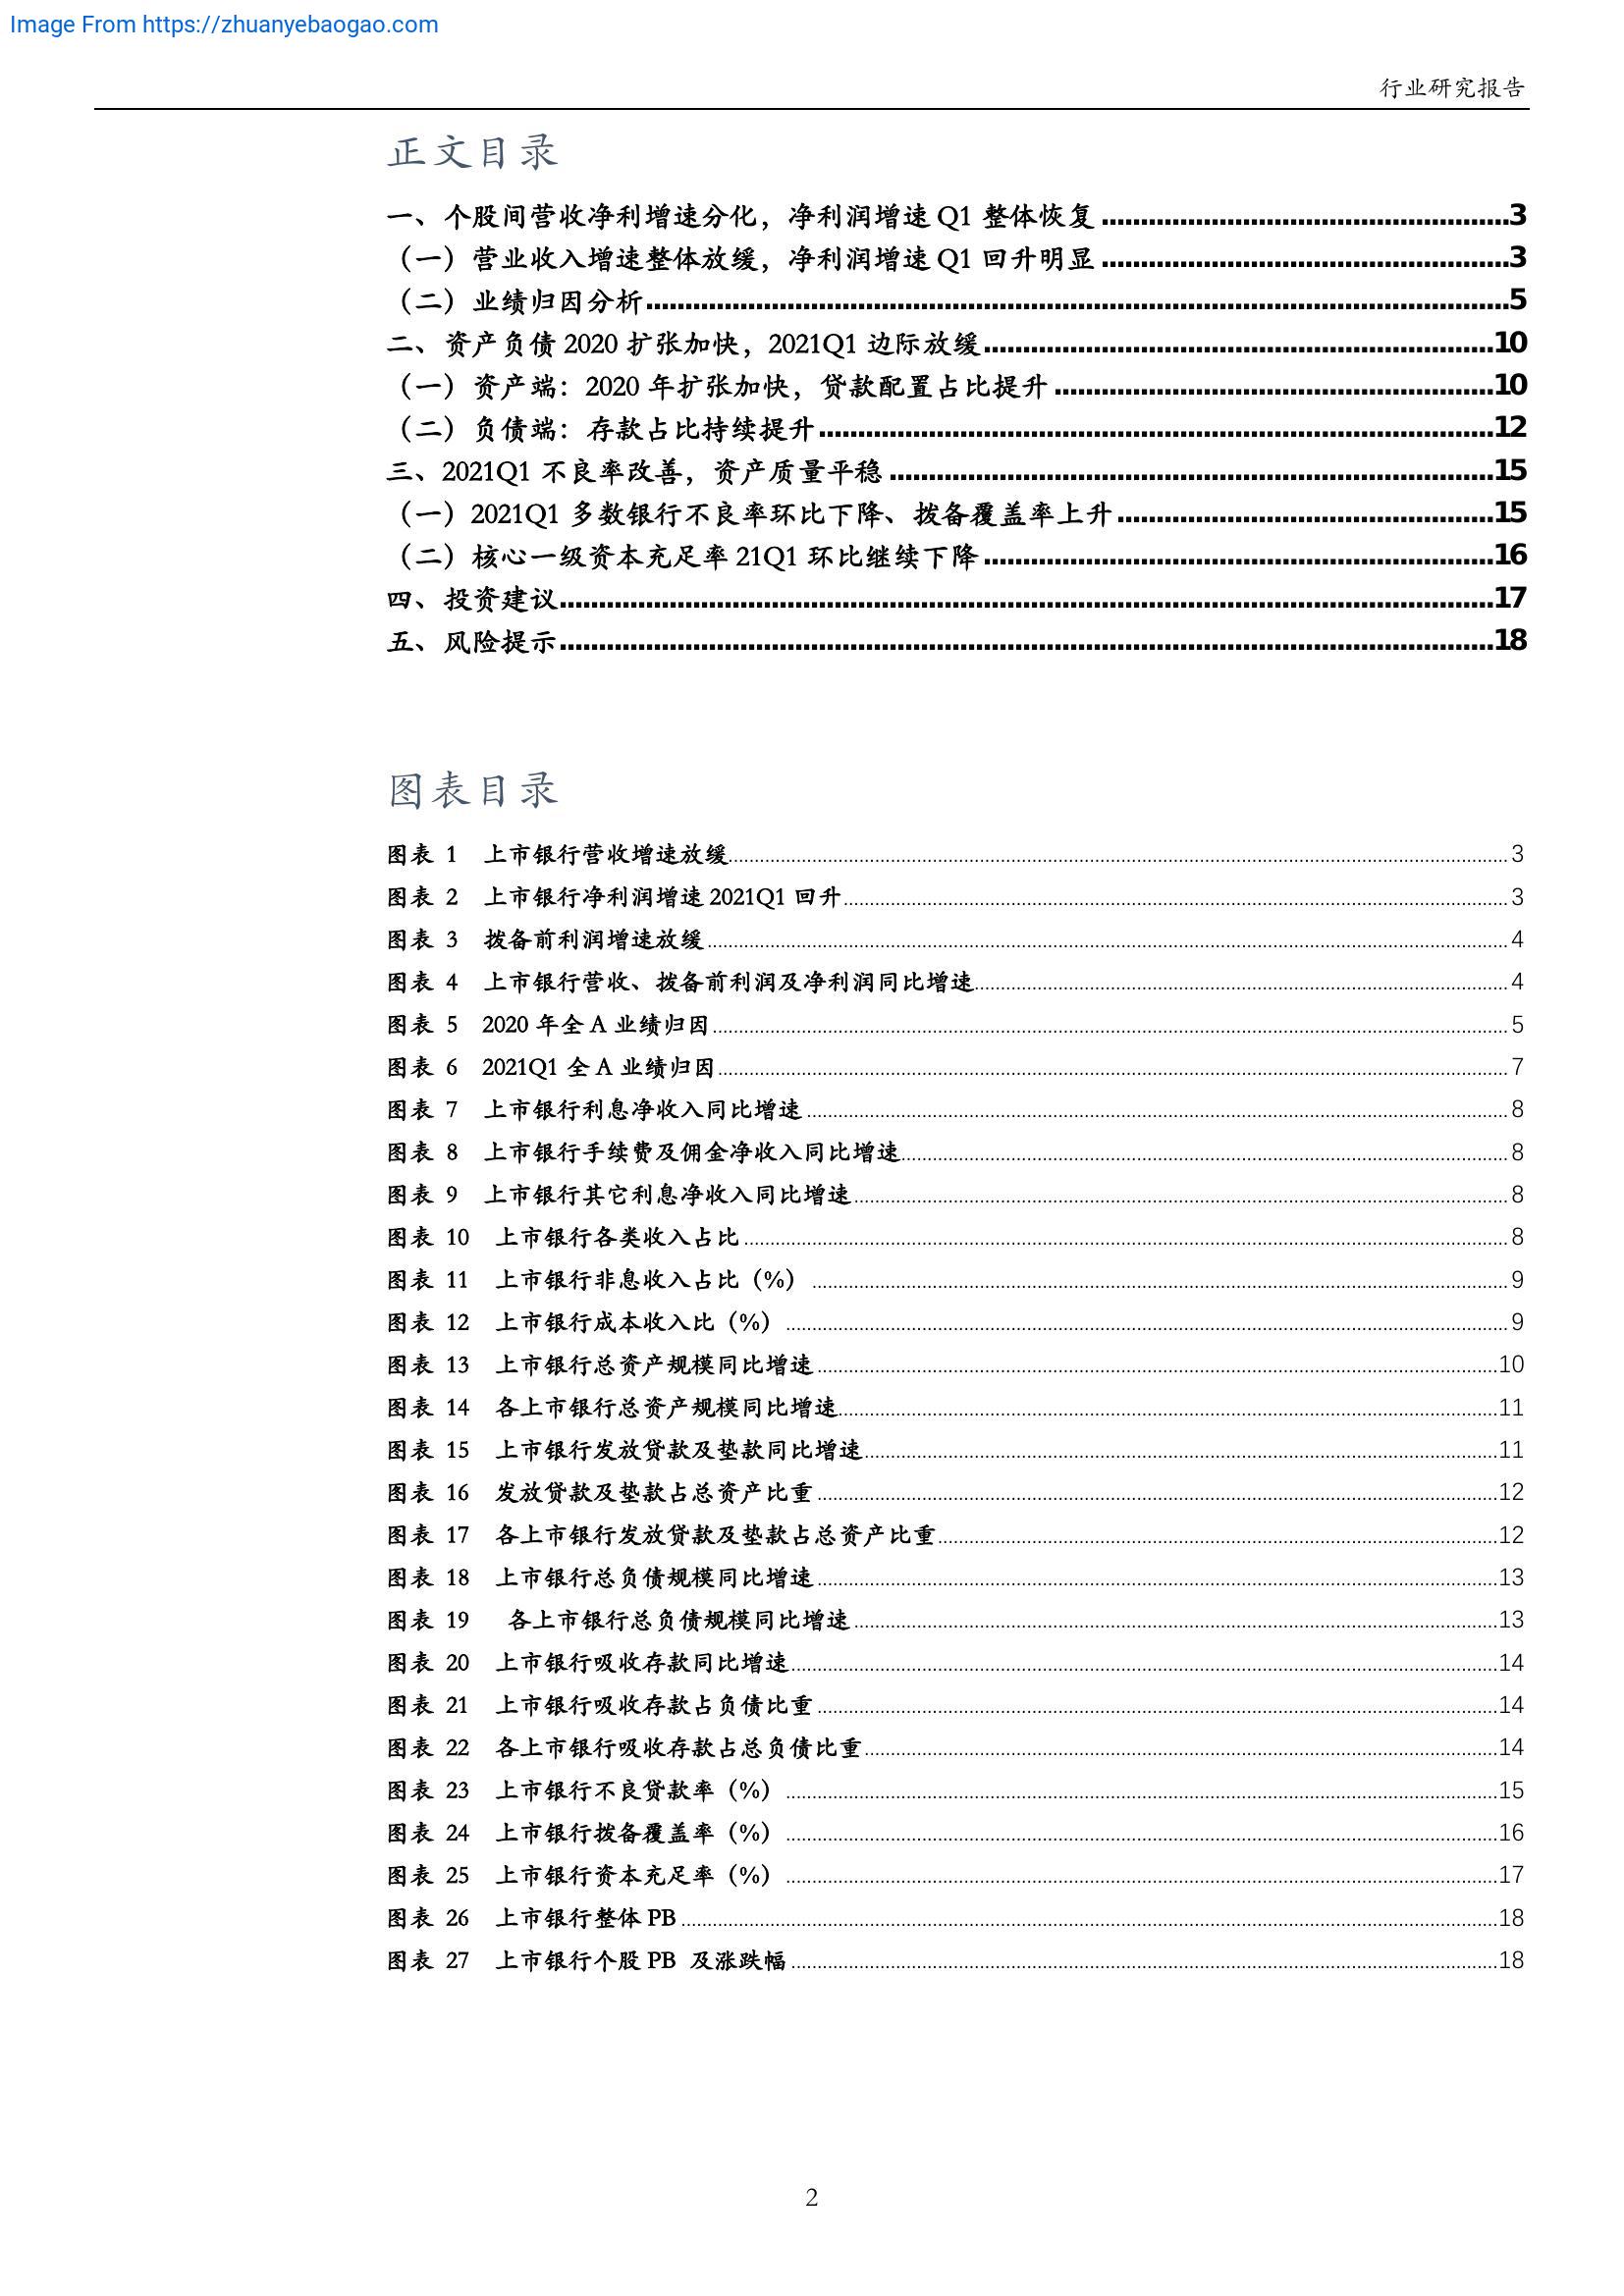 Image From https://zhuanyebaogao.com
行业研究报告
正文目录
一、个股间营收净利增速分化，净利润增速 Q1 整体恢复 3
（一）营业收入增速整体放缓，净利润增速 Q1 回升明显 3
（二）业绩归因分析 5
二、资产负债 2020 扩张加快，2021Q1 边际放缓 10
（一）资产端：2020 年扩张加快，贷款配置占比提升 10
（二）负债端：存款占比持续提升 12
三、2021Q1 不良率改善，资产质量平稳 15
（一）2021Q1 多数银行不良率环比下降、拨备覆盖率上升 15
（二）核心一级资本充足率 21Q1 环比继续下降 16
四、投资建议 17
五、风险提示 18
图表目录
图表 1 上市银行营收增速放缓 3
图表 2 上市银行净利润增速 2021Q1 回升 3
图表 3 拨备前利润增速放缓 4
图表 4 上市银行营收、拨备前利润及净利润同比增速 4
图表 5 2020 年全 A 业绩归因 5
图表 6 2021Q1 全 A 业绩归因 7
图表 7 上市银行利息净收入同比增速 8
图表 8 上市银行手续费及佣金净收入同比增速 8
图表 9 上市银行其它利息净收入同比增速 8
图表 10 上市银行各类收入占比 8
图表 11 上市银行非息收入占比（%） 9
图表 12 上市银行成本收入比（%） 9
图表 13 上市银行总资产规模同比增速 10
图表 14 各上市银行总资产规模同比增速 11
图表 15 上市银行发放贷款及垫款同比增速 11
图表 16 发放贷款及垫款占总资产比重 12
图表 17 各上市银行发放贷款及垫款占总资产比重 12
图表 18 上市银行总负债规模同比增速 13
图表 19 各上市银行总负债规模同比增速 13
图表 20 上市银行吸收存款同比增速 14
图表 21 上市银行吸收存款占负债比重 14
图表 22 各上市银行吸收存款占总负债比重 14
图表 23 上市银行不良贷款率（%） 15
图表 24 上市银行拨备覆盖率（%） 16
图表 25 上市银行资本充足率（%） 17
图表 26 上市银行整体 PB 18
图表 27 上市银行个股 PB 及涨跌幅 18
2